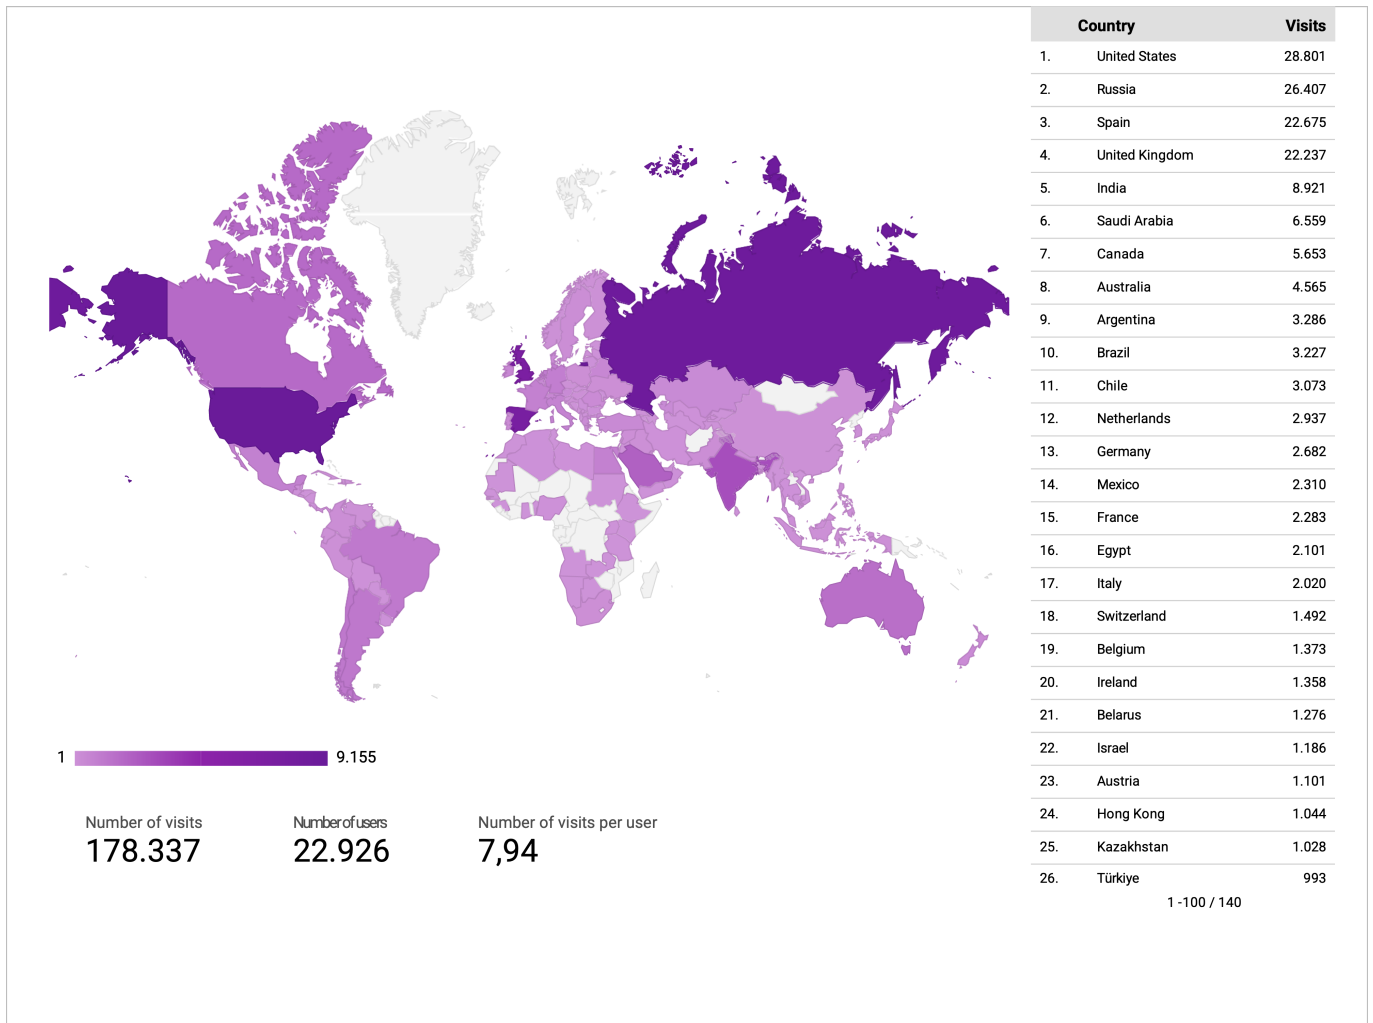 Country Visits
1. United States 28.801
2. Russia 26.407
3. Spain 22.675
4. United Kingdom 22.237
5. India 8.921
6. Saudi Arabia 6.559
7. Canada 5.653
8. Australia 4.565
9. Argentina 3.286
10. Brazil 3.227
11. Chile 3.073
12. Netherlands 2.937
13. Germany 2.682
14. Mexico 2.310
15. France 2.283
16. Egypt 2.101
17. Italy 2.020
18. Switzerland 1.492
19. Belgium 1.373
20. Ireland 1.358
21. Belarus 1.276
22. Israel 1.186
23. Austria 1.101
24. Hong Kong 1.044
25. Kazakhstan 1.028
26. Türkiye 993
1 -100 / 140
1 9.155
Number of visits Number of users Number of visits per user
178.337 22.926 7,94